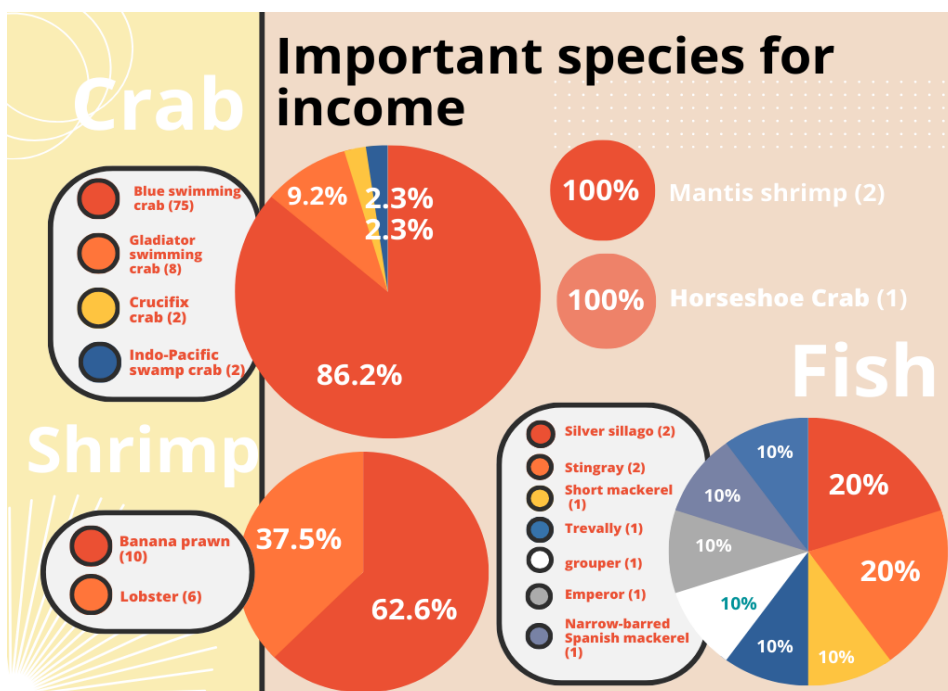 Important species for
income
Crab
Blue swimming
crab (75)
Gladiator
swimming
crab (8)
Crucifix
crab (2)
Indo-Pacific
swamp crab (2)
9.2%
2.3%
2.3%
86.2%
100%
Mantis shrimp (2)
100%
Horseshoe Crab (1)
Shrimp
Banana prawn
(10)
Lobster (6)
37.5%
62.6%
Fish
Silver sillago (2)
Stingray (2)
Short mackerel
(1)
Trevally (1)
grouper (1)
Emperor (1)
Narrow-barred
Spanish mackerel
(1)
10%
20%
10%
10%
20%
10%
10%
10%